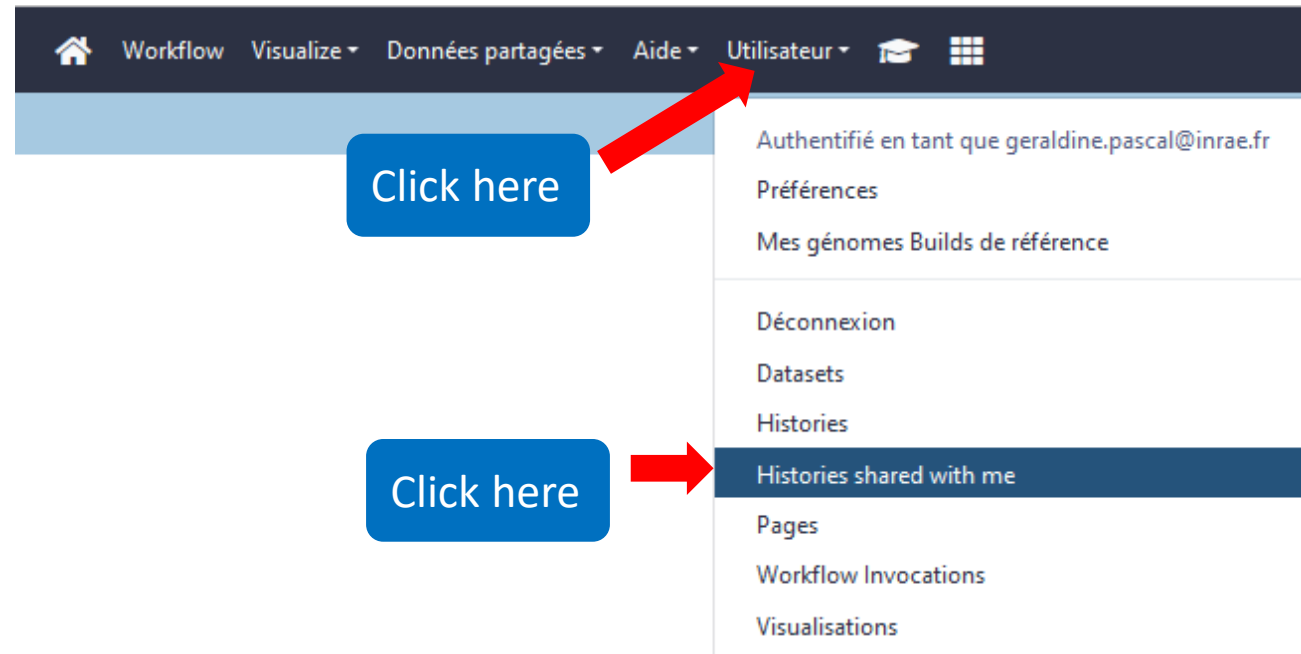 Workflow Visualize Données partagées Aide Utilisateur
Click here
Authentifié en tant que geraldine.pascal@inrae.fr
Préférences
Mes génomes Builds de référence
Déconnexion
Datasets
Histories
Click here
Histories shared with me
Pages
Workflow Invocations
Visualisations